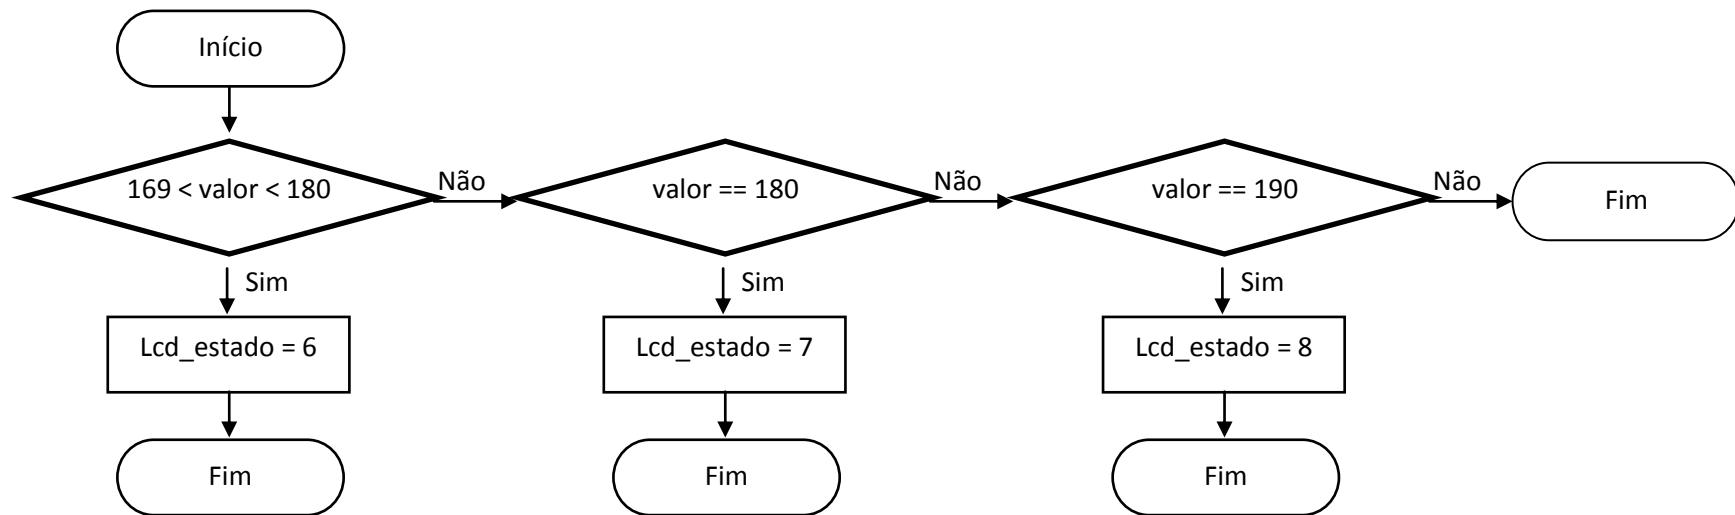 Início
169 < valor < 180
Não
valor == 180
Não
valor == 190
Não
Fim
Sim
Sim
Sim
Lcd_estado = 6
Lcd_estado = 7
Lcd_estado = 8
Fim
Fim
Fim